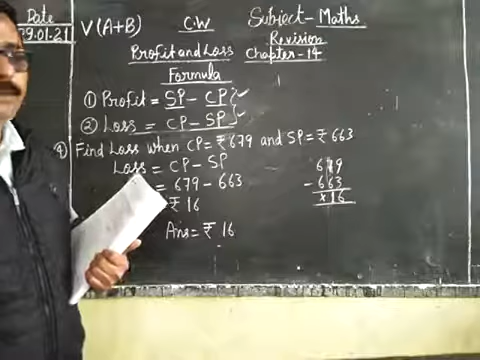 Date V(A+B) C.W Subject-Maths
29.01.21 Revision
Profit and Loss Chapter-14
Formula
① Profit = SP - CP
② Loss = CP - SP
Q) Find Loss when CP=₹679 and SP=₹663
Loss = CP - SP
= 679 - 663
₹ 16
Ans = ₹ 16
679
- 663
×16